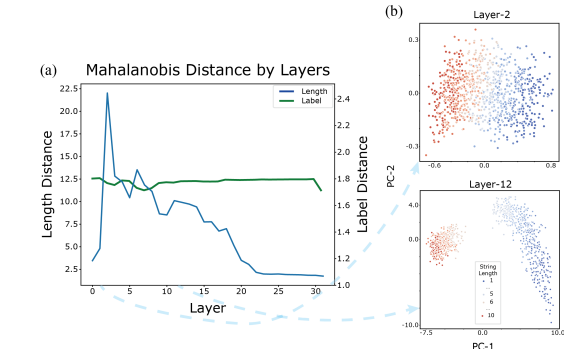 (a)
Mahalanobis Distance by Layers
Length
Label
22.5
20.0
17.5
15.0
12.5
10.0
7.5
5.0
2.5
Length Distance
2.4
2.2
2.0
1.8
1.6
1.4
1.2
1.0
Label Distance
0 5 10 15 20 25 30
Layer
(b)
Layer-2
0.3
0.0
-0.3
-0.6 0.0 0.8
PC-2
Layer-12
4.0
0.0
-10.0
String
Length
1
5
6
10
-7.5 0.0 10.0
PC-1